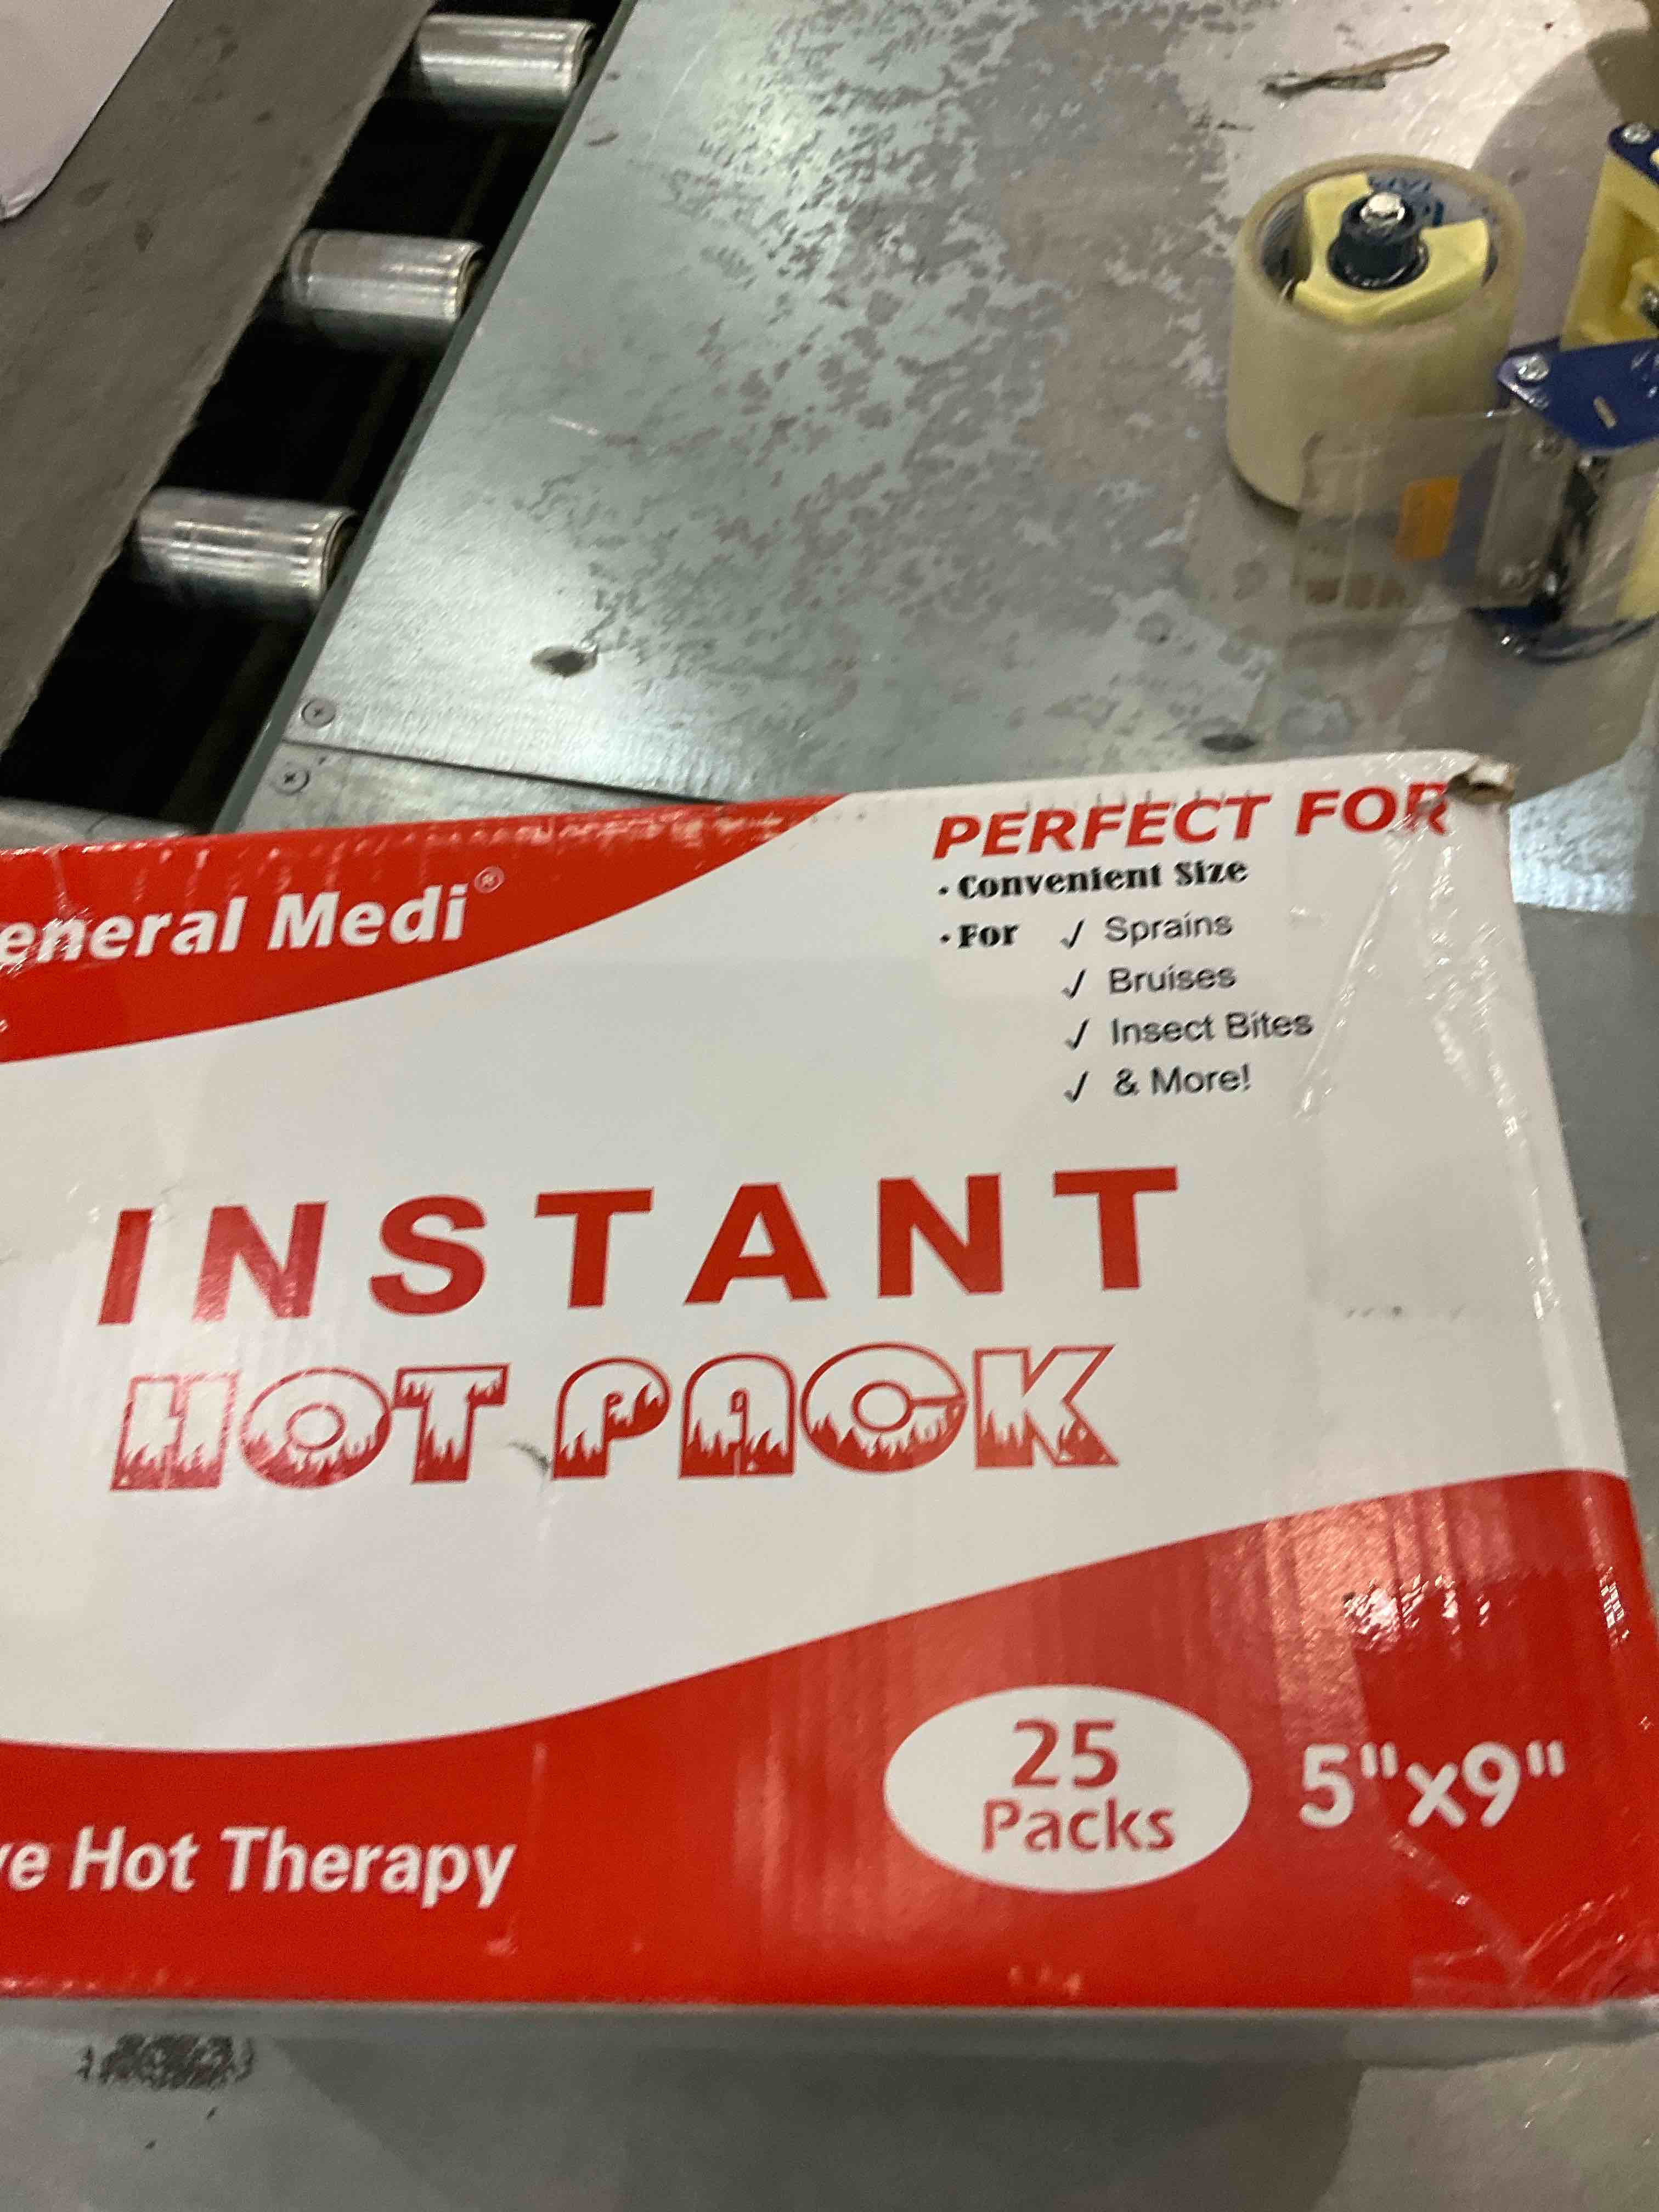 PERFECT FOR
eneral Medi®
• Convenient Size
• For ✓ Sprains
✓ Bruises
✓ Insect Bites
✓ & More!
INSTANT
HOT PACK
25
Packs
5"x9"
ve Hot Therapy